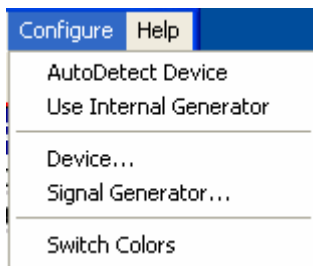 Configure Help
AutoDetect Device
Use Internal Generator
Device...
Signal Generator...
Switch Colors